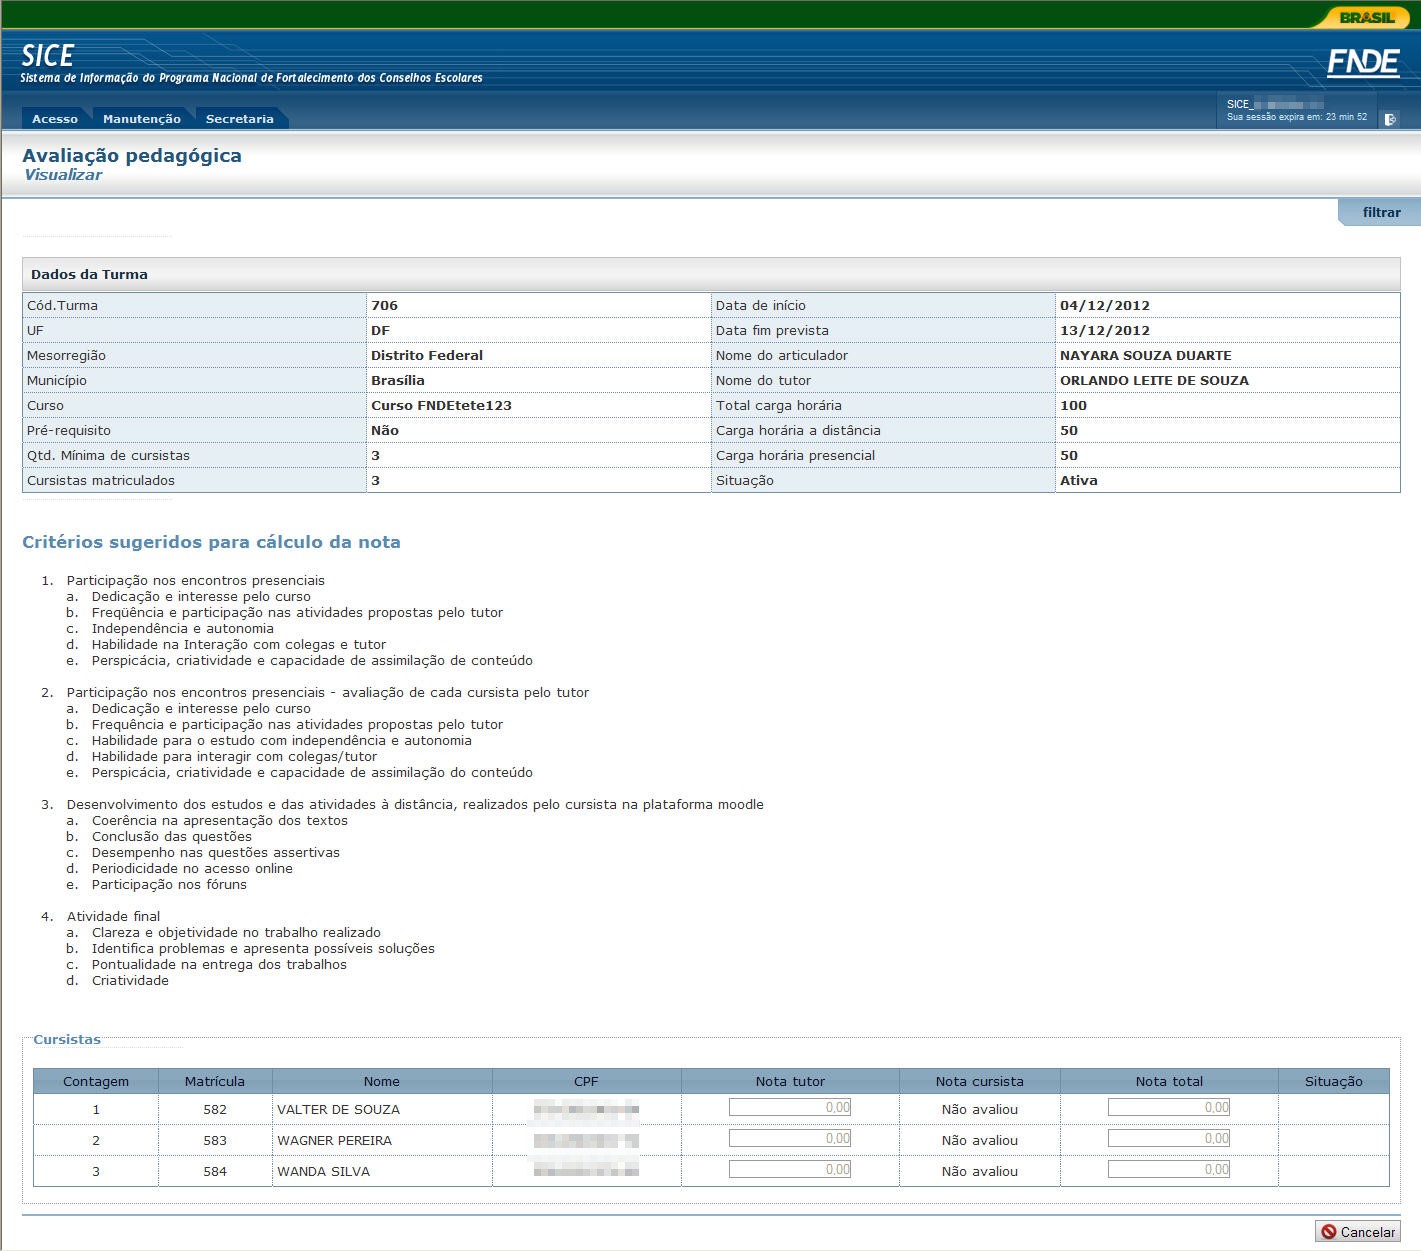 BRASIL
SICE
Sistema de Informação do Programa Nacional de Fortalecimento dos Conselhos Escolares
FNDE
Acesso Manutenção Secretaria
SICE_
Sua sessão expira em: 23 min 52
Avaliação pedagógica
Visualizar
filtrar
Dados da Turma
Cód.Turma 706 Data de início 04/12/2012
UF DF Data fim prevista 13/12/2012
Mesorregião Distrito Federal Nome do articulador NAYARA SOUZA DUARTE
Município Brasília Nome do tutor ORLANDO LEITE DE SOUZA
Curso Curso FNDEtete123 Total carga horária 100
Pré-requisito Não Carga horária a distância 50
Qtd. Mínima de cursistas 3 Carga horária presencial 50
Cursistas matriculados 3 Situação Ativa
Critérios sugeridos para cálculo da nota
1. Participação nos encontros presenciais
a. Dedicação e interesse pelo curso
b. Freqüência e participação nas atividades propostas pelo tutor
c. Independência e autonomia
d. Habilidade na Interação com colegas e tutor
e. Perspicácia, criatividade e capacidade de assimilação de conteúdo
2. Participação nos encontros presenciais - avaliação de cada cursista pelo tutor
a. Dedicação e interesse pelo curso
b. Frequência e participação nas atividades propostas pelo tutor
c. Habilidade para o estudo com independência e autonomia
d. Habilidade para interagir com colegas/tutor
e. Perspicácia, criatividade e capacidade de assimilação do conteúdo
3. Desenvolvimento dos estudos e das atividades à distância, realizados pelo cursista na plataforma moodle
a. Coerência na apresentação dos textos
b. Conclusão das questões
c. Desempenho nas questões assertivas
d. Periodicidade no acesso online
e. Participação nos fóruns
4. Atividade final
a. Clareza e objetividade no trabalho realizado
b. Identifica problemas e apresenta possíveis soluções
c. Pontualidade na entrega dos trabalhos
d. Criatividade
Cursistas
Contagem Matrícula Nome CPF Nota tutor Nota cursista Nota total Situação
1 582 VALTER DE SOUZA 0,00 Não avaliou 0,00
2 583 WAGNER PEREIRA 0,00 Não avaliou 0,00
3 584 WANDA SILVA 0,00 Não avaliou 0,00
Cancelar